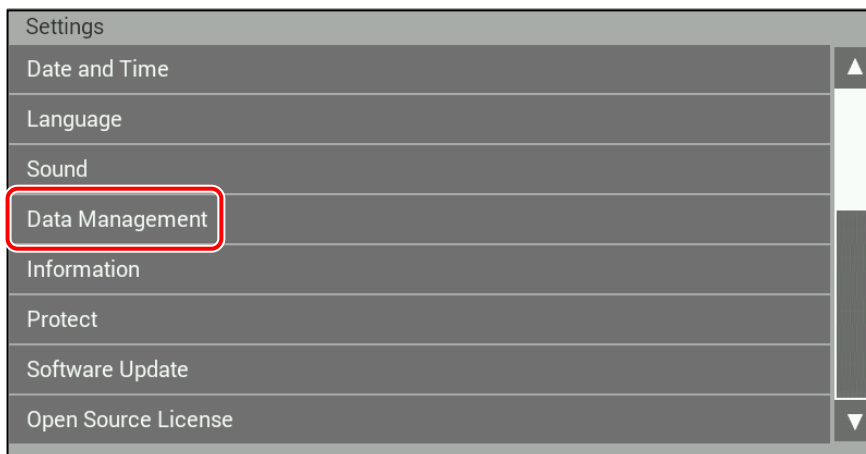 Settings
Date and Time
Language
Sound
Data Management
Information
Protect
Software Update
Open Source License